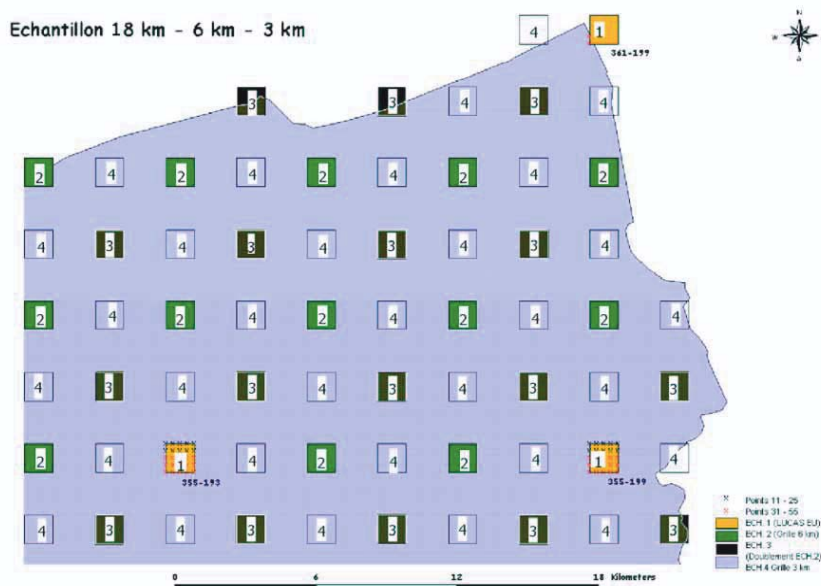 Echantillon 18 km - 6 km - 3 km
N
4 1
361-199
3 3 4 3 4
2 4 2 4 2 4 2 4 2
4 3 4 3 4 3 4 3 4
2 4 2 4 2 4 2 4 2 4
4 3 4 3 4 3 4 3 4 3
2 4 1 4 2 4 2 4 1 4
355-193 355-199
4 3 4 3 4 3 4 3 4 3
Points 11 - 25
Points 31 - 55
ECH. 1 (LUCAS EU)
ECH. 2 (Grille 6 km)
ECH. 3
(Doublement ECH.2)
ECH.4 Grille 3 km
0 6 12 18 Kilometers